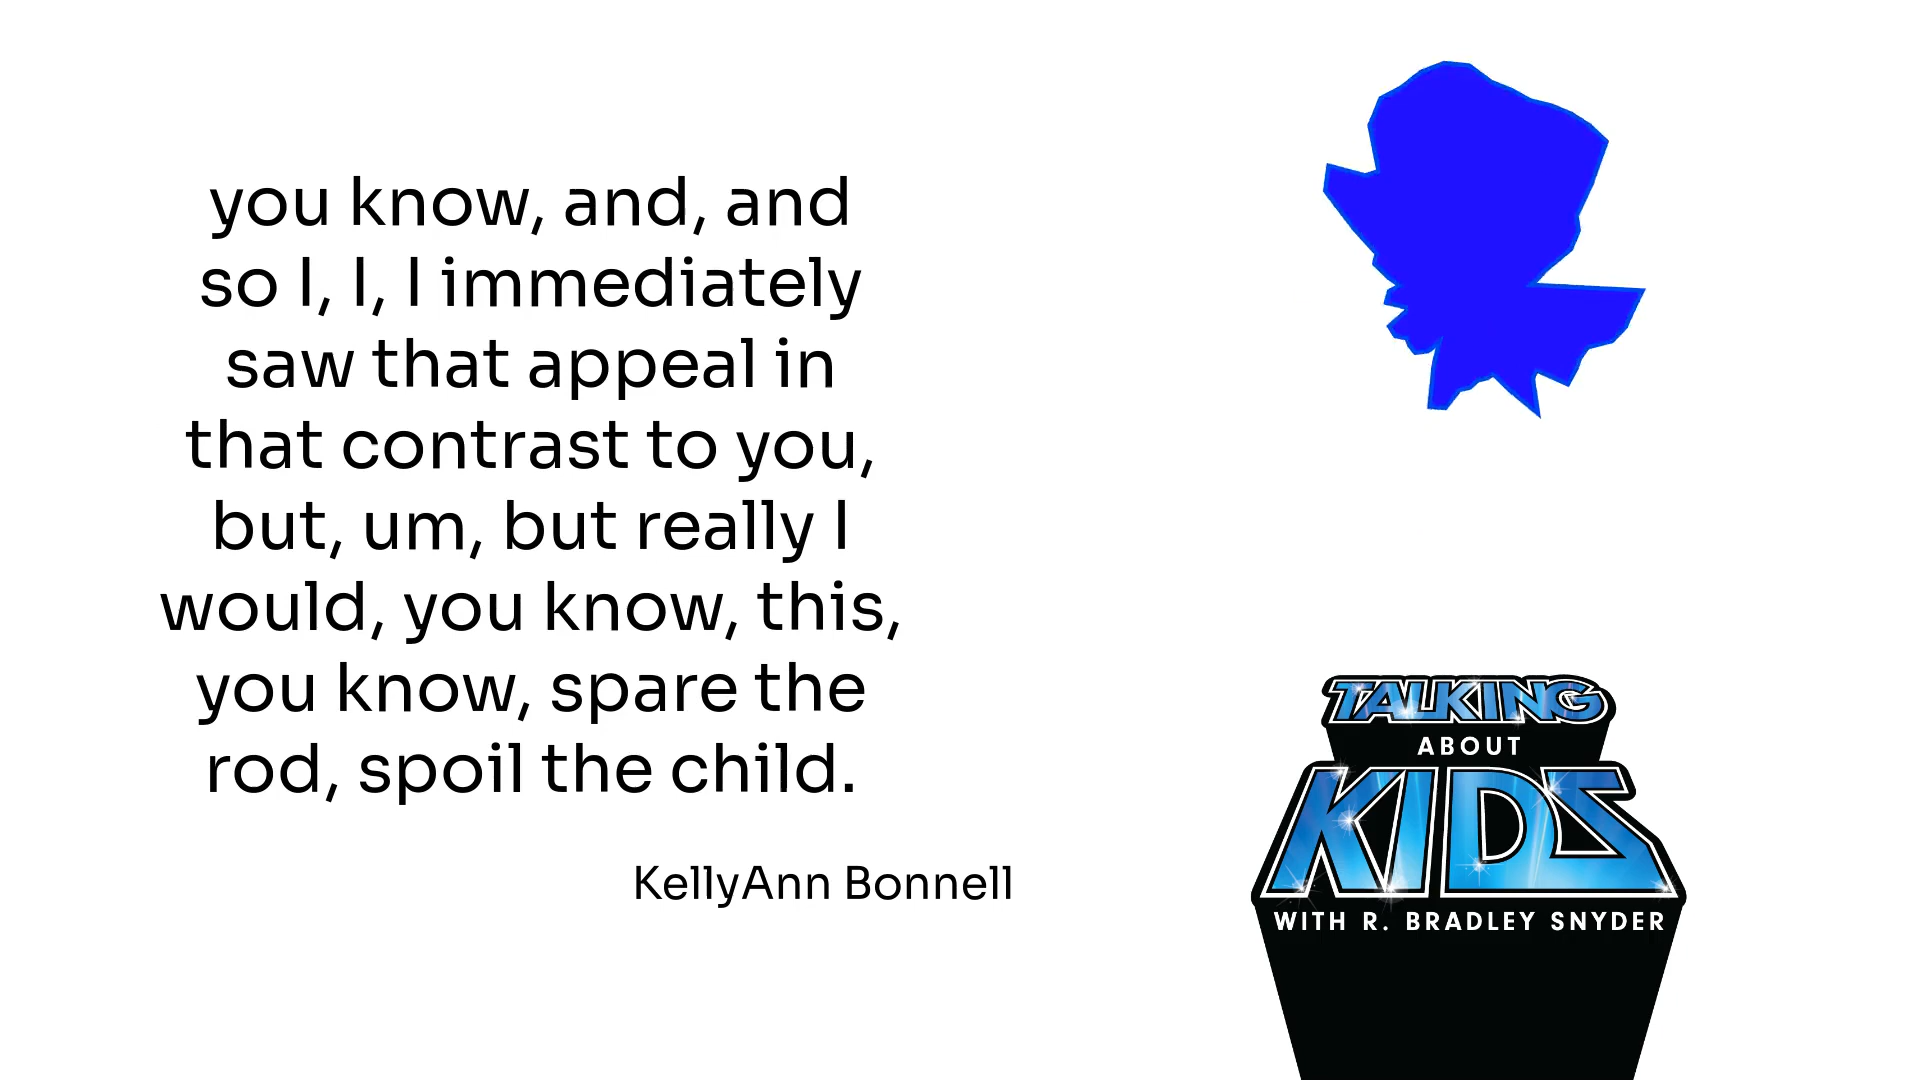 you know, and, and
so I, I, I immediately
saw that appeal in
that contrast to you,
but, um, but really I
would, you know, this,
you know, spare the
rod, spoil the child.
KellyAnn Bonnell
TALKING
ABOUT
KIDS
WITH R. BRADLEY SNYDER